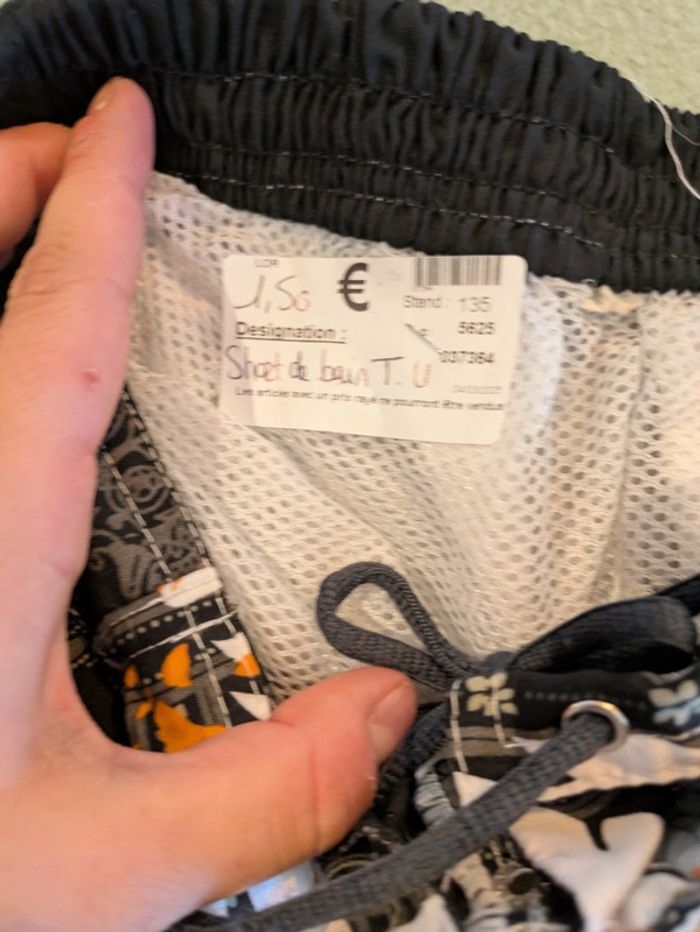 1,50 €
Stand : 135
Designation : 5625
037364
Short de bain T. U
Les articles avec un prix rayé ne pourront être vendus